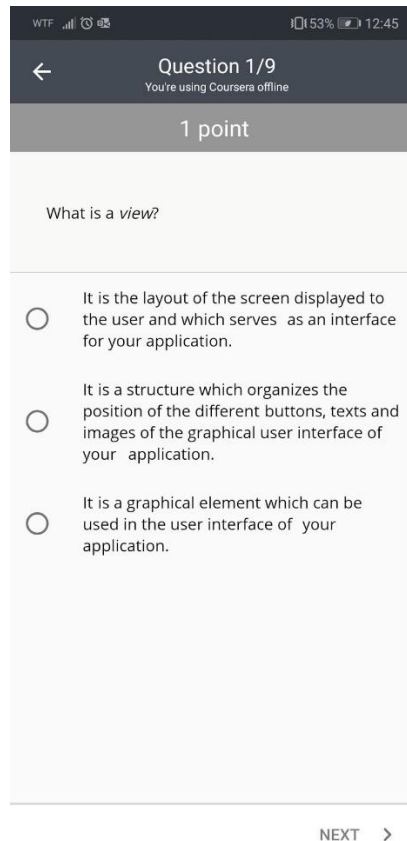 WTF 53% 12:45
Question 1/9
You're using Coursera offline
1 point
What is a view?
It is the layout of the screen displayed to
the user and which serves as an interface
for your application.
It is a structure which organizes the
position of the different buttons, texts and
images of the graphical user interface of
your application.
It is a graphical element which can be
used in the user interface of your
application.
NEXT